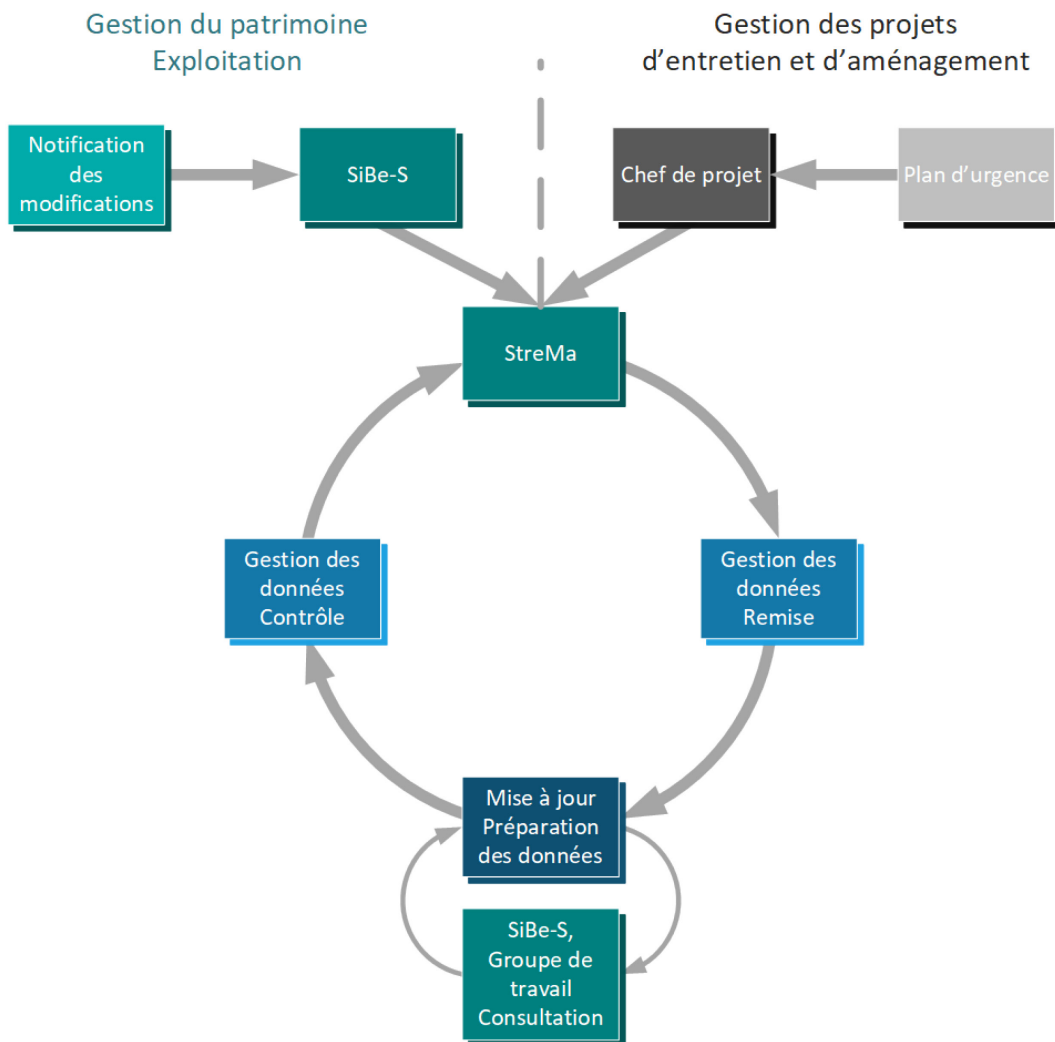 Gestion du patrimoine
Exploitation
Gestion des projets
d'entretien et d'aménagement
Notification
des
modifications
SiBe-S
Chef de projet
Plan d'urgence
StreMa
Gestion des
données
Contrôle
Gestion des
données
Remise
Mise à jour
Préparation
des données
SiBe-S,
Groupe de
travail
Consultation